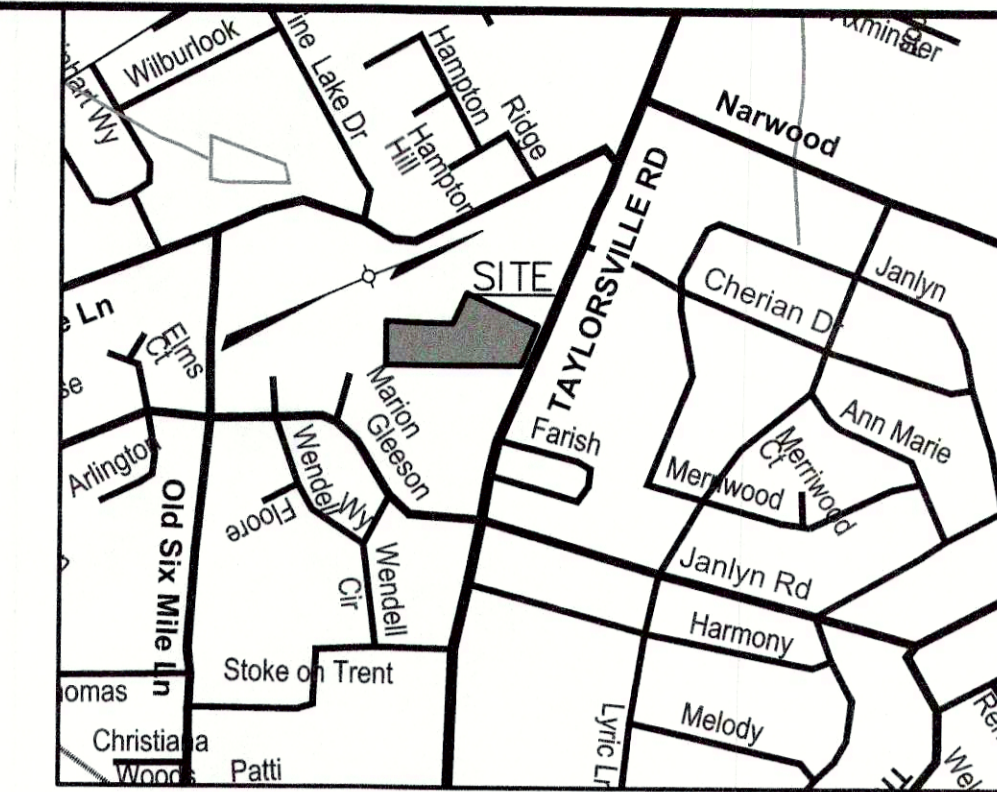 Wilburlook
Lake Dr
Hampton
Ridge
Hampton
Hill
Axminster
Narwood
TAYLORSVILLE RD
SITE
Cherian Dr
Janlyn
Ln
Elms
Ct
Marion
Gleeson
Farish
Ann Marie
Merriwood
Ct
Merriwood
Arlington
Old Six Mile Ln
Wendell
Wy
Floore
Wendell
Cir
Janlyn Rd
Harmony
Stoke on Trent
Lyric Ln
Melody
Christiana
Woods
Patti